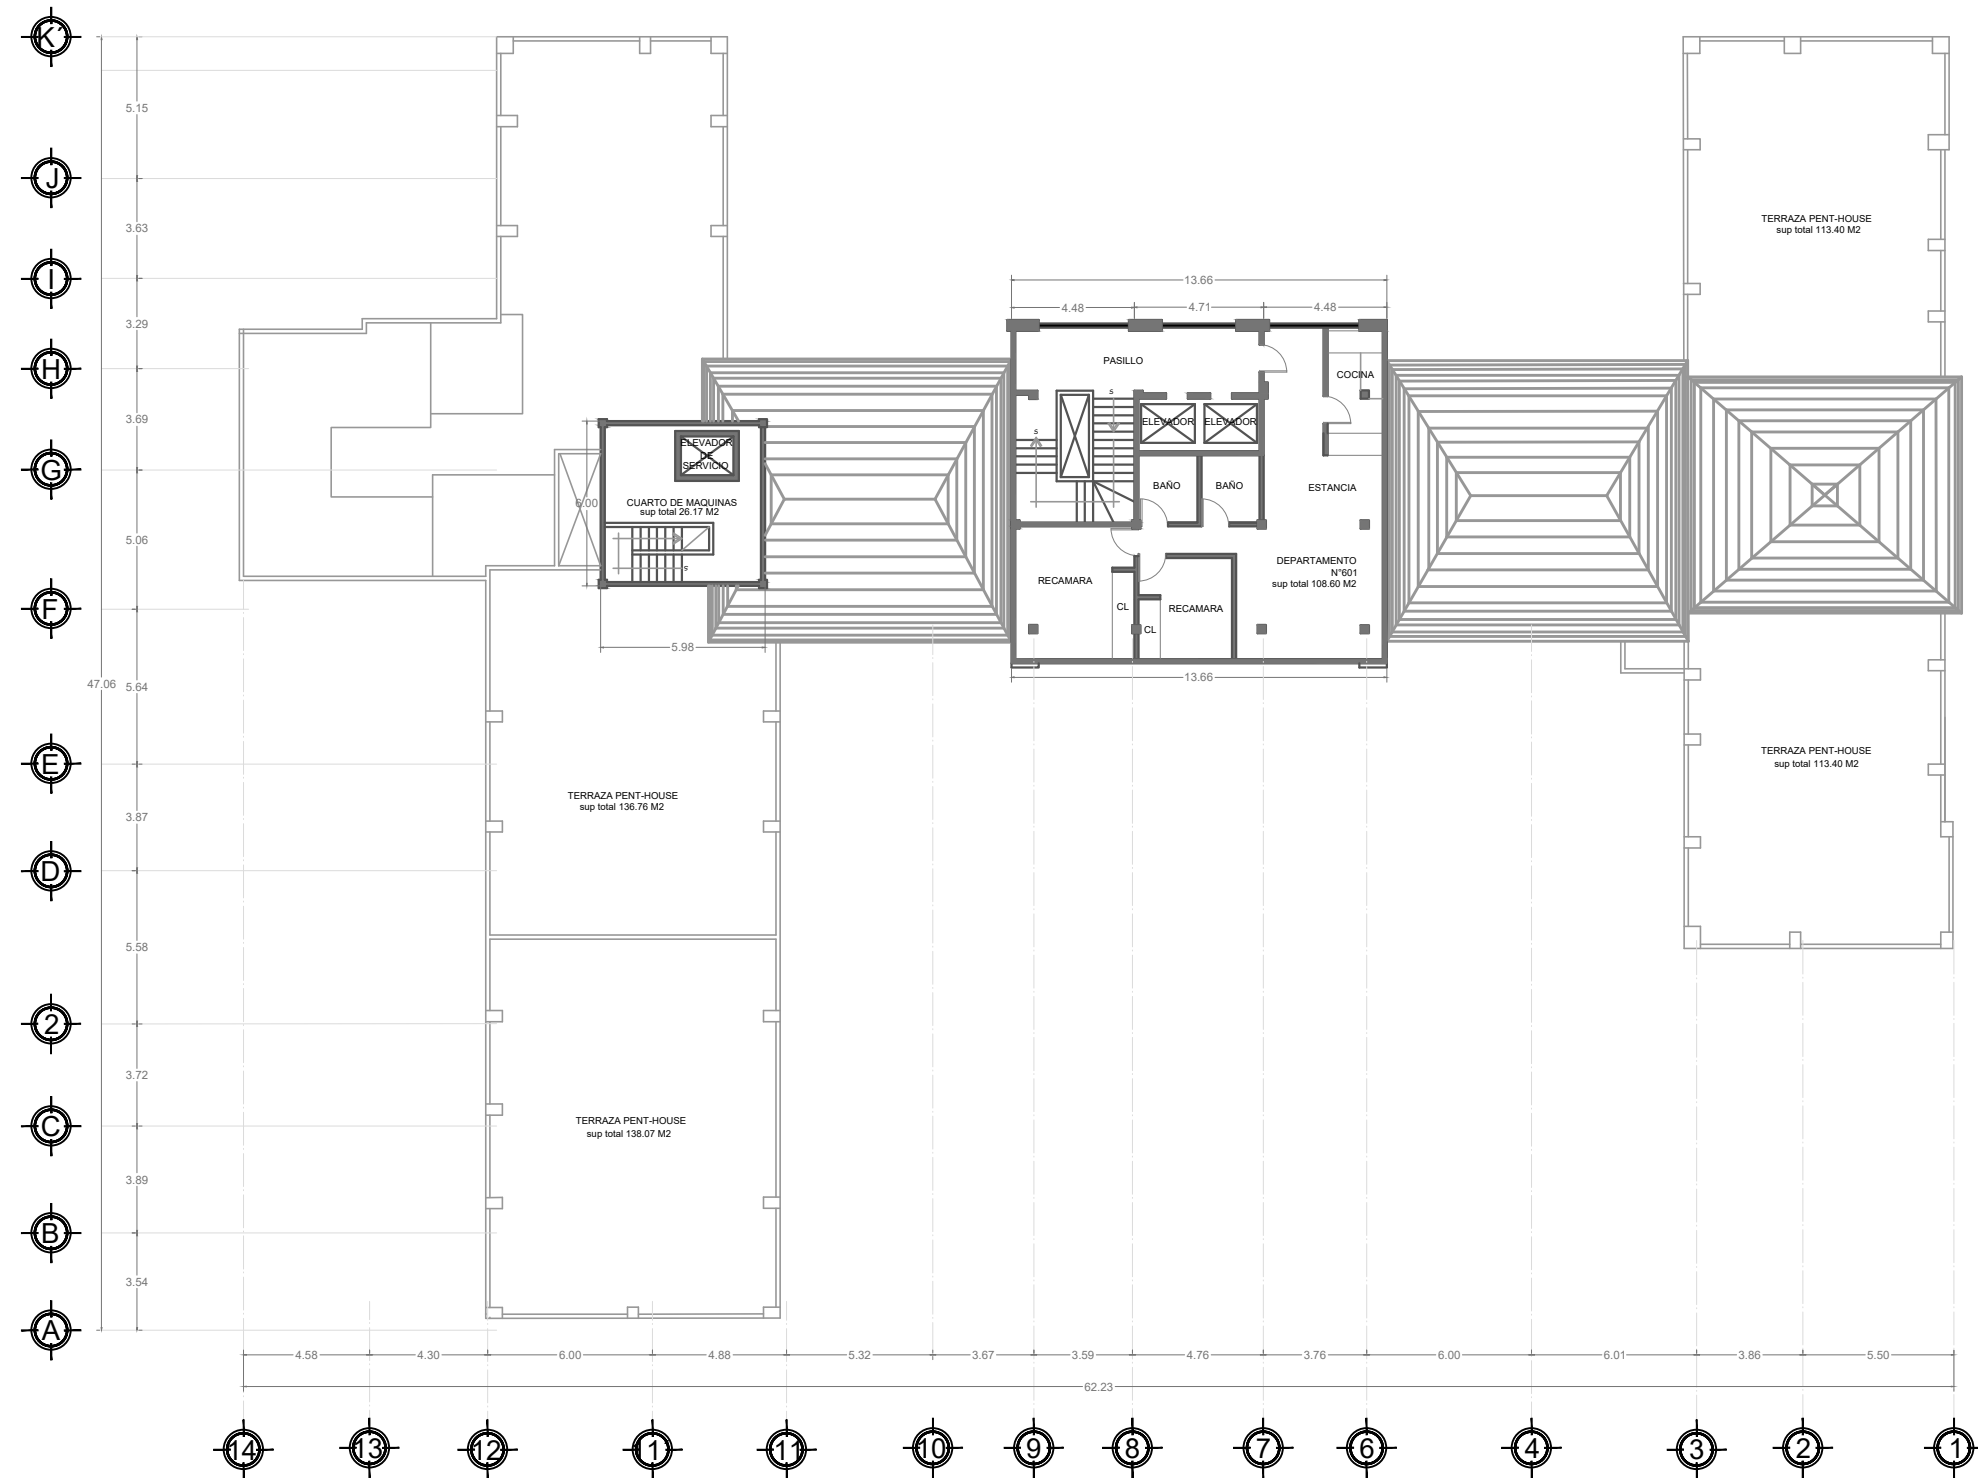 K'
J
I
H
G
F
E
D
2
C
B
A
5.15
3.63
3.29
3.69
5.06
5.64
3.87
5.58
3.72
3.89
3.54
47.06
TERRAZA PENT-HOUSE
sup total 113.40 M2
13.66
4.48
4.71
4.48
PASILLO
COCINA
S
S
ELEVADOR
ELEVADOR
BAÑO
BAÑO
ESTANCIA
DEPARTAMENTO
N°601
sup total 108.60 M2
RECAMARA
CL
CL
RECAMARA
13.66
ELEVADOR
DE
SERVICIO
CUARTO DE MAQUINAS
sup total 26.17 M2
6.00
S
5.98
TERRAZA PENT-HOUSE
sup total 113.40 M2
TERRAZA PENT-HOUSE
sup total 136.76 M2
TERRAZA PENT-HOUSE
sup total 138.07 M2
4.58
4.30
6.00
4.88
5.32
3.67
3.59
4.76
3.76
6.00
6.01
3.86
5.50
62.23
14
13
12
11
10
9
8
7
6
4
3
2
1